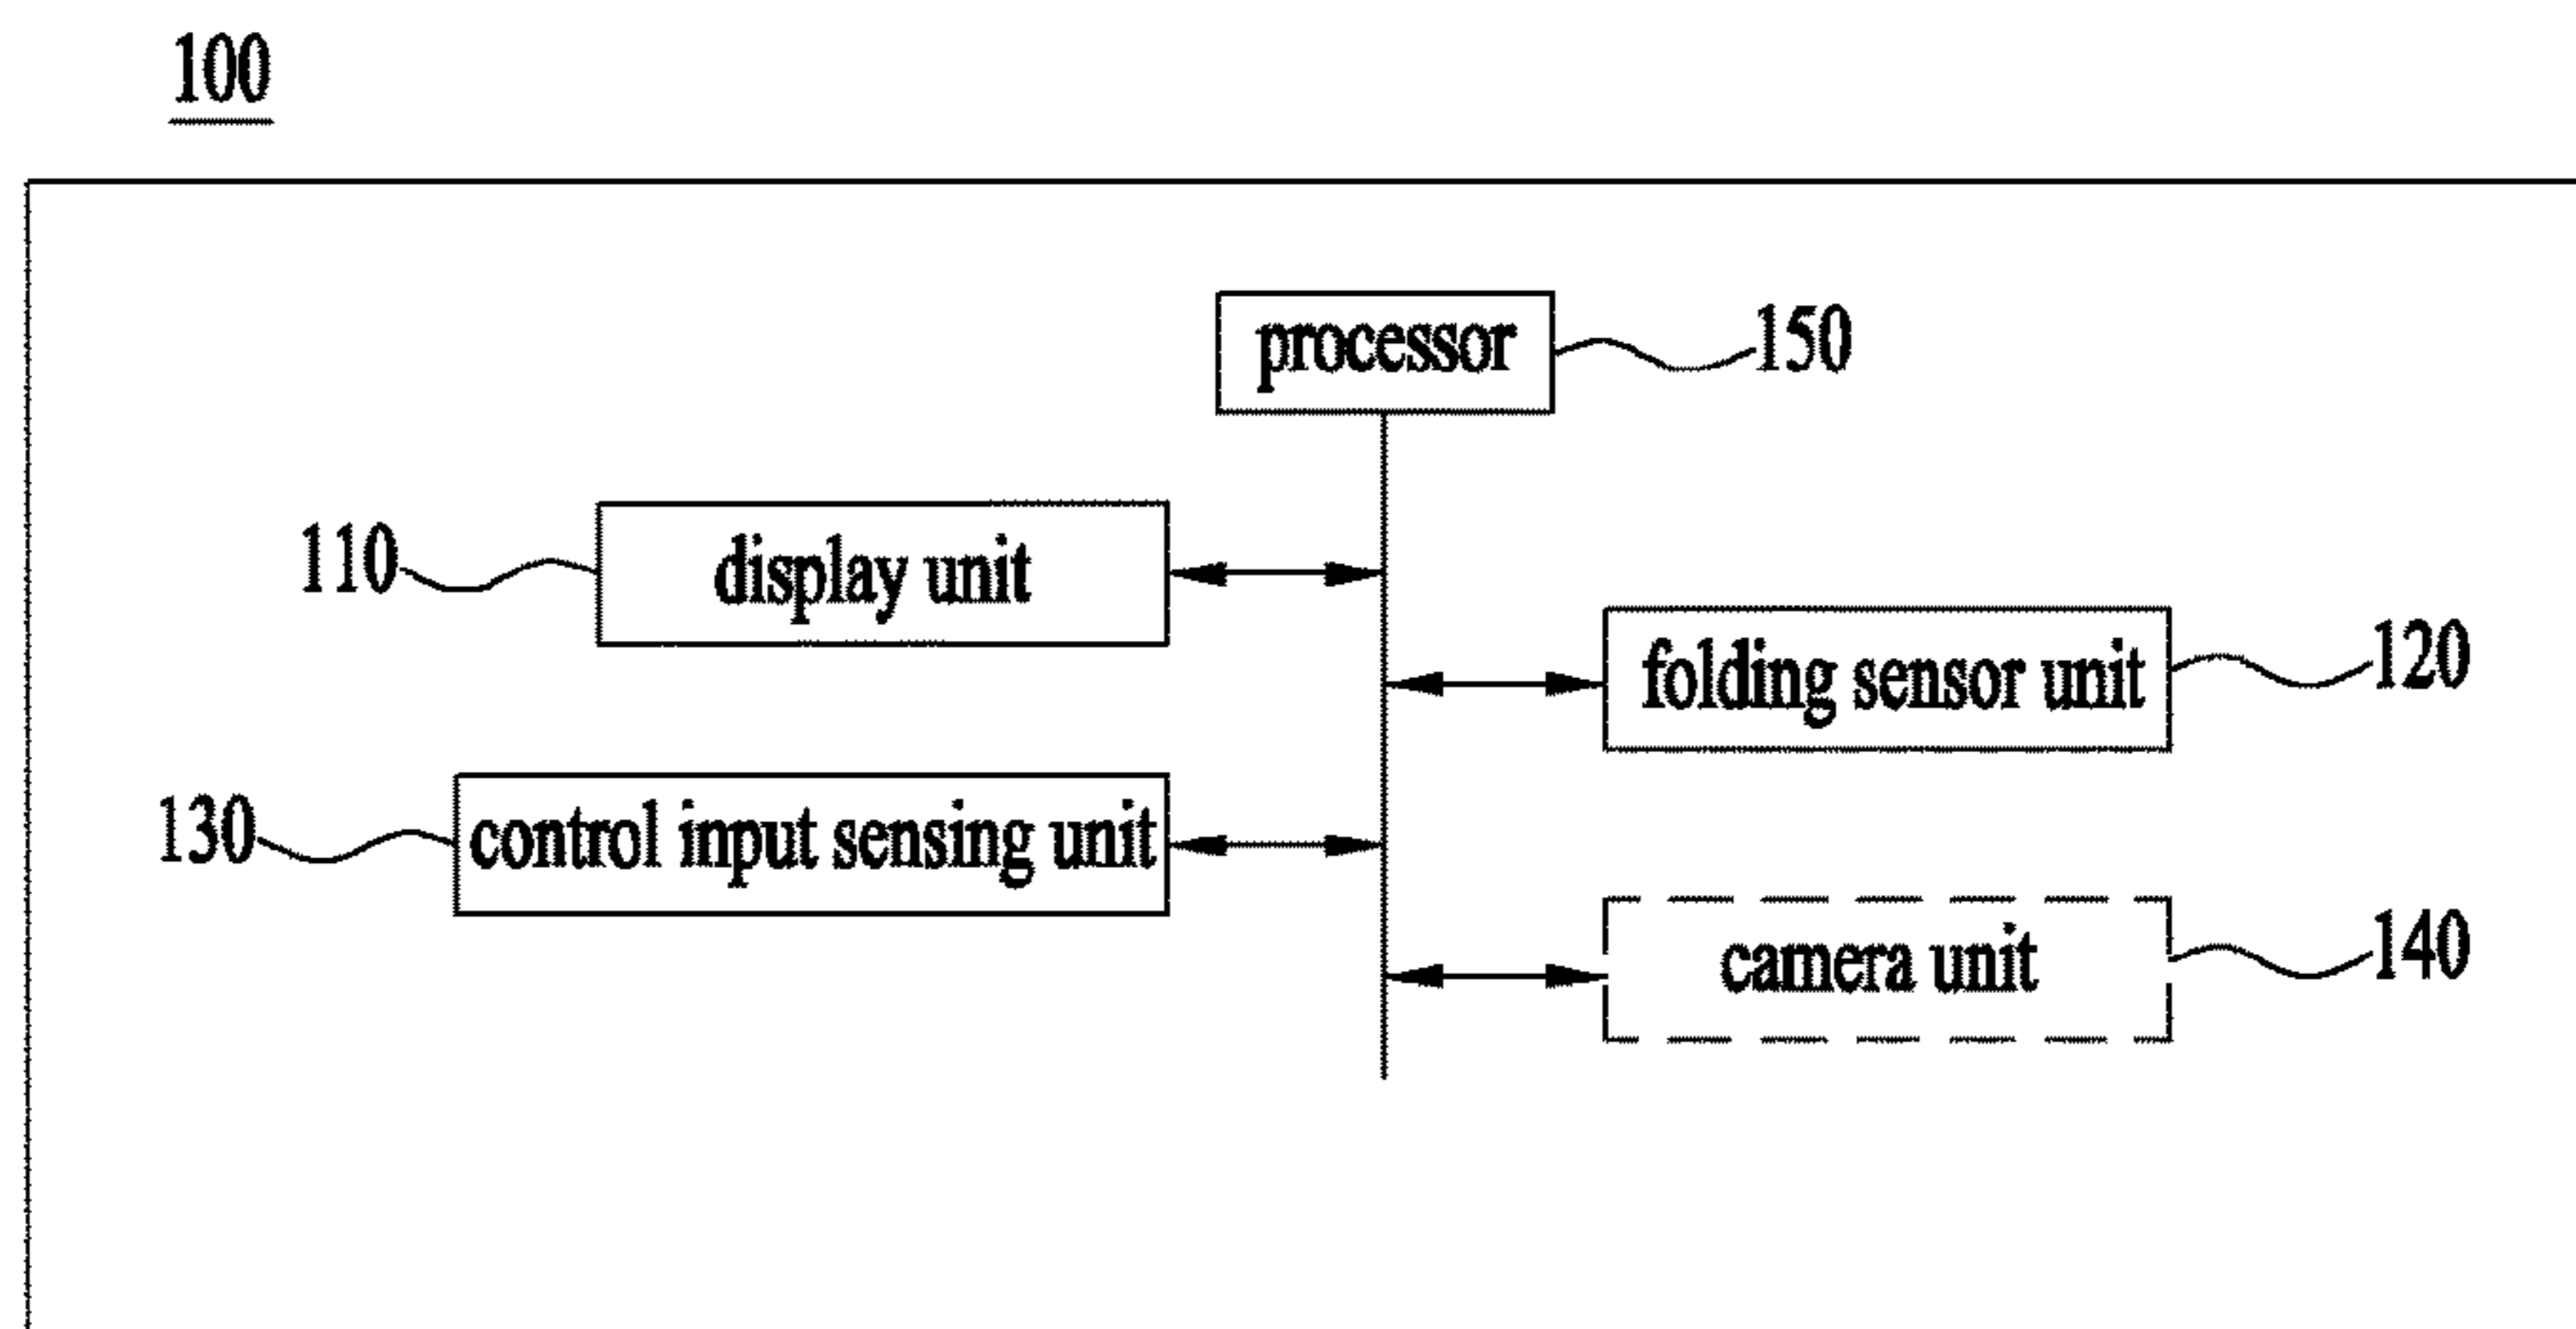 100
processor 150
110 display unit
folding sensor unit 120
130 control input sensing unit
camera unit 140